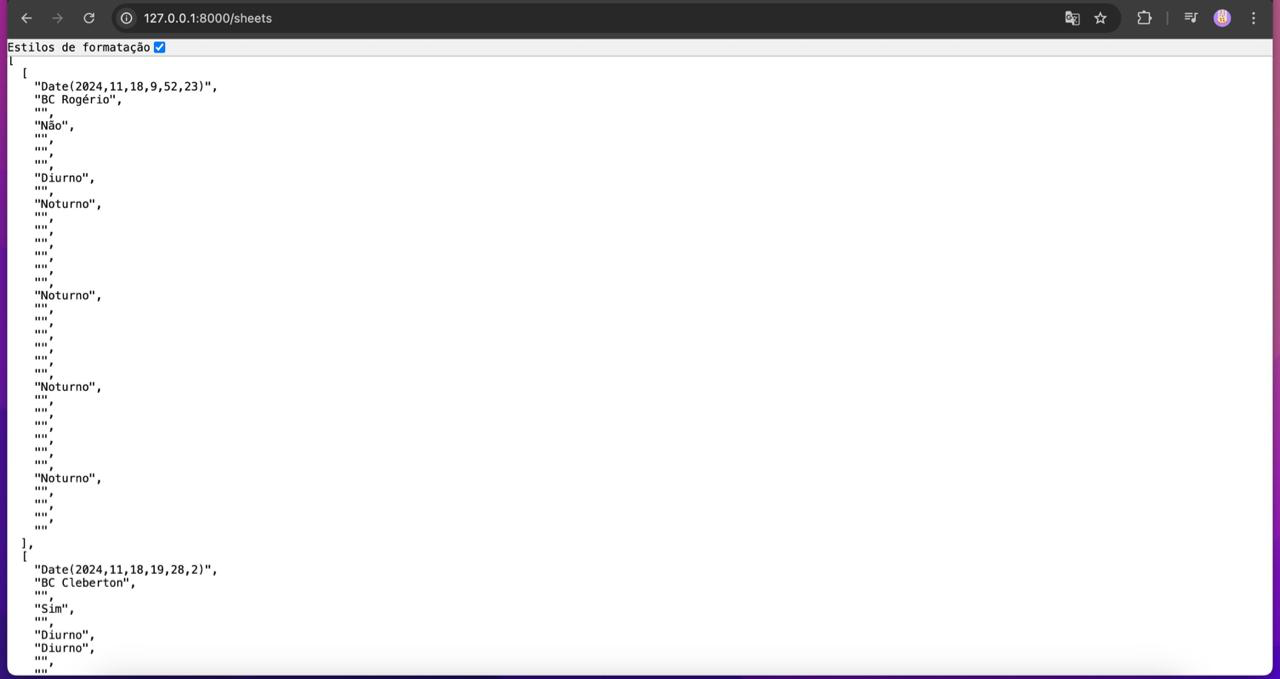 127.0.0.1:8000/sheets
Estilos de formatação
[
[
"Date(2024,11,18,9,52,23)",
"BC Rogério",
"",
"Não",
"",
"",
"",
"Diurno",
"",
"Noturno",
"",
"",
"",
"",
"",
"",
"Noturno",
"",
"",
"",
"",
"",
"",
"Noturno",
"",
"",
"",
"",
"",
"",
"Noturno",
"",
"",
"",
""
],
[
"Date(2024,11,18,19,28,2)",
"BC Cleberton",
"",
"Sim",
"",
"Diurno",
"Diurno",
"",
""